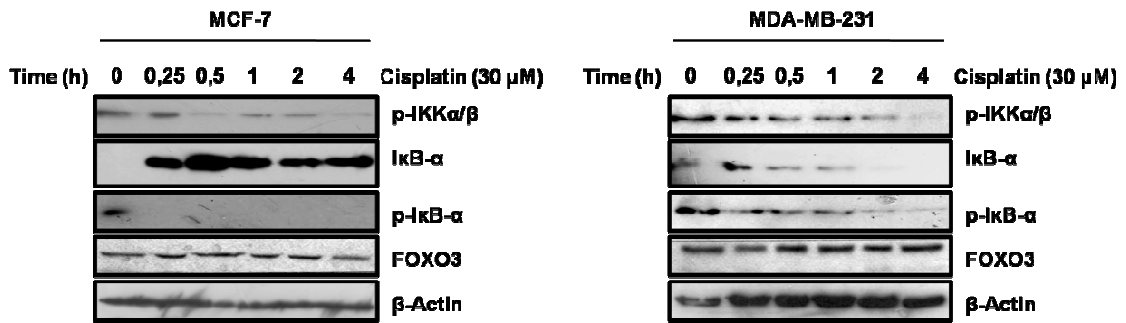 MCF-7
Time (h) 0 0,25 0,5 1 2 4 Cisplatin (30 μM)
p-IKKα/β
IκB-α
p-IκB-α
FOXO3
β-Actin
MDA-MB-231
Time (h) 0 0,25 0,5 1 2 4 Cisplatin (30 μM)
p-IKKα/β
IκB-α
p-IκB-α
FOXO3
β-Actin